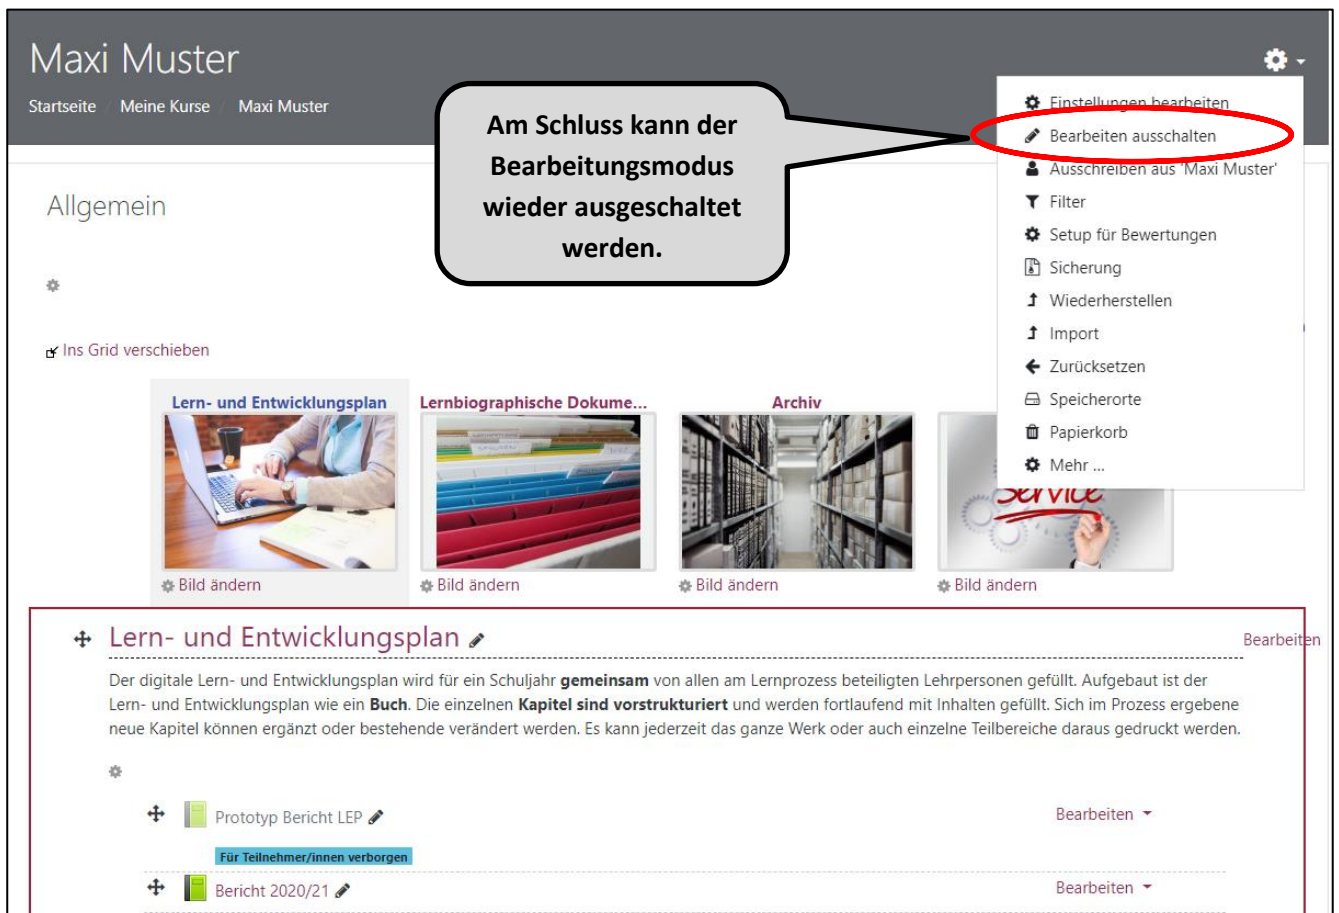 Maxi Muster
Startseite / Meine Kurse / Maxi Muster
Am Schluss kann der
Bearbeitungsmodus
wieder ausgeschaltet
werden.
Einstellungen bearbeiten
Bearbeiten ausschalten
Ausschreiben aus 'Maxi Muster'
Filter
Setup für Bewertungen
Sicherung
Wiederherstellen
Import
Zurücksetzen
Speicherorte
Papierkorb
Mehr ...
Allgemein
Ins Grid verschieben
Lern- und Entwicklungsplan
Lernbiographische Dokume...
Archiv
Service
Bild ändern
Bild ändern
Bild ändern
Bild ändern
Lern- und Entwicklungsplan
Bearbeiten
Der digitale Lern- und Entwicklungsplan wird für ein Schuljahr gemeinsam von allen am Lernprozess beteiligten Lehrpersonen gefüllt. Aufgebaut ist der
Lern- und Entwicklungsplan wie ein Buch. Die einzelnen Kapitel sind vorstrukturiert und werden fortlaufend mit Inhalten gefüllt. Sich im Prozess ergebene
neue Kapitel können ergänzt oder bestehende verändert werden. Es kann jederzeit das ganze Werk oder auch einzelne Teilbereiche daraus gedruckt werden.
Prototyp Bericht LEP
Bearbeiten
Für Teilnehmer/innen verborgen
Bericht 2020/21
Bearbeiten